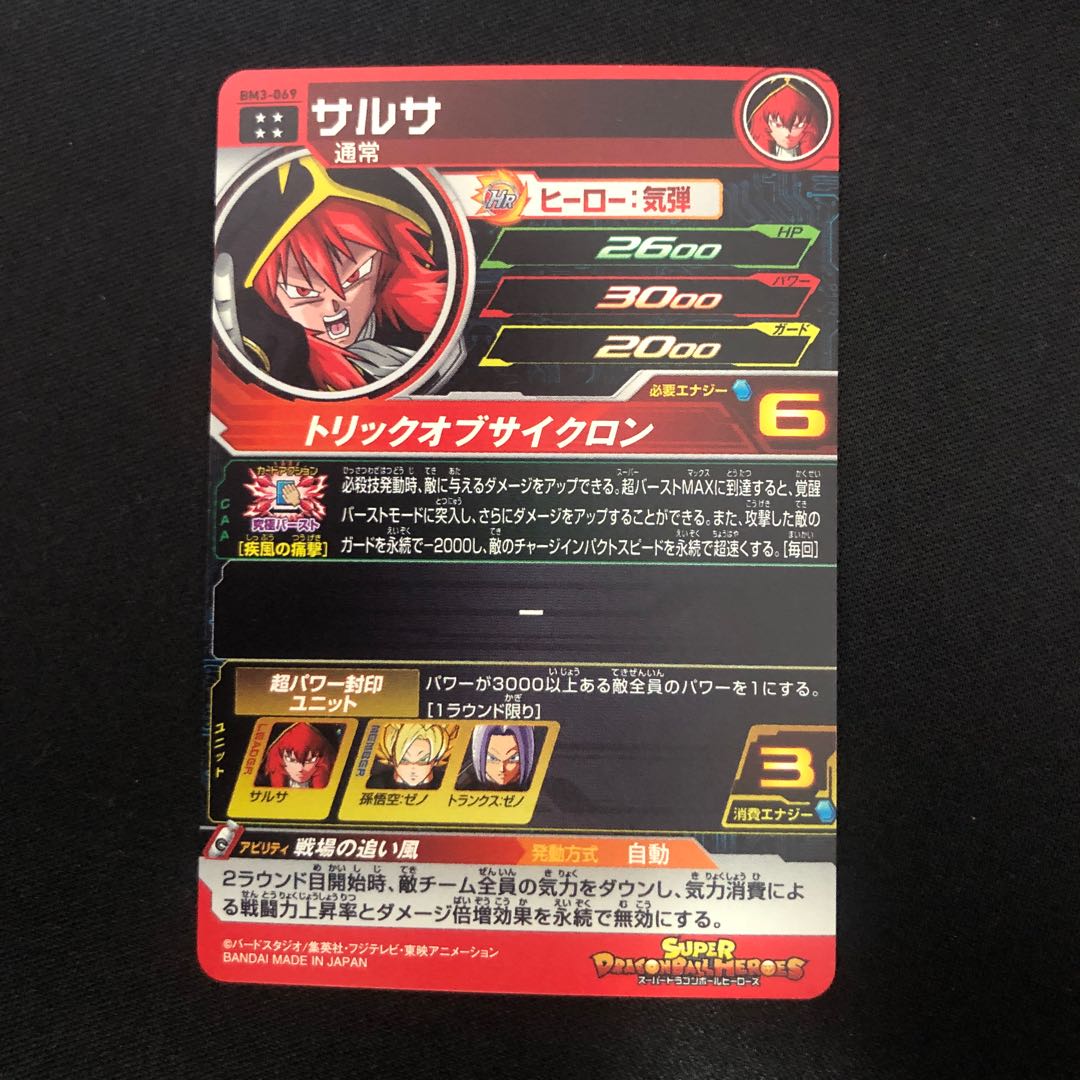 BM3-069
サルサ
通常
HR ヒーロー:気弾
HP
2600
パワー
3000
ガード
2000
必要エナジー 6
トリックオブサイクロン
CAA
カードアクション
究極バースト
[疾風の痛撃]
必殺技発動時、敵に与えるダメージをアップできる。超バーストMAXに到達すると、覚醒
バーストモードに突入し、さらにダメージをアップすることができる。また、攻撃した敵の
ガードを永続で−2000し、敵のチャージインパクトスピードを永続で超速くする。[毎回]
ー
ユニット
超パワー封印
ユニット
パワーが3000以上ある敵全員のパワーを1にする。
[1ラウンド限り]
LEADER
サルサ
MEMBER
孫悟空:ゼノ
トランクス:ゼノ
3
消費エナジー
アビリティ 戦場の追い風 発動方式 自動
2ラウンド目開始時、敵チーム全員の気力をダウンし、気力消費によ
る戦闘力上昇率とダメージ倍増効果を永続で無効にする。
©バードスタジオ/集英社・フジテレビ・東映アニメーション
BANDAI MADE IN JAPAN
SUPER
DRAGONBALL HEROES
スーパードラゴンボールヒーローズ